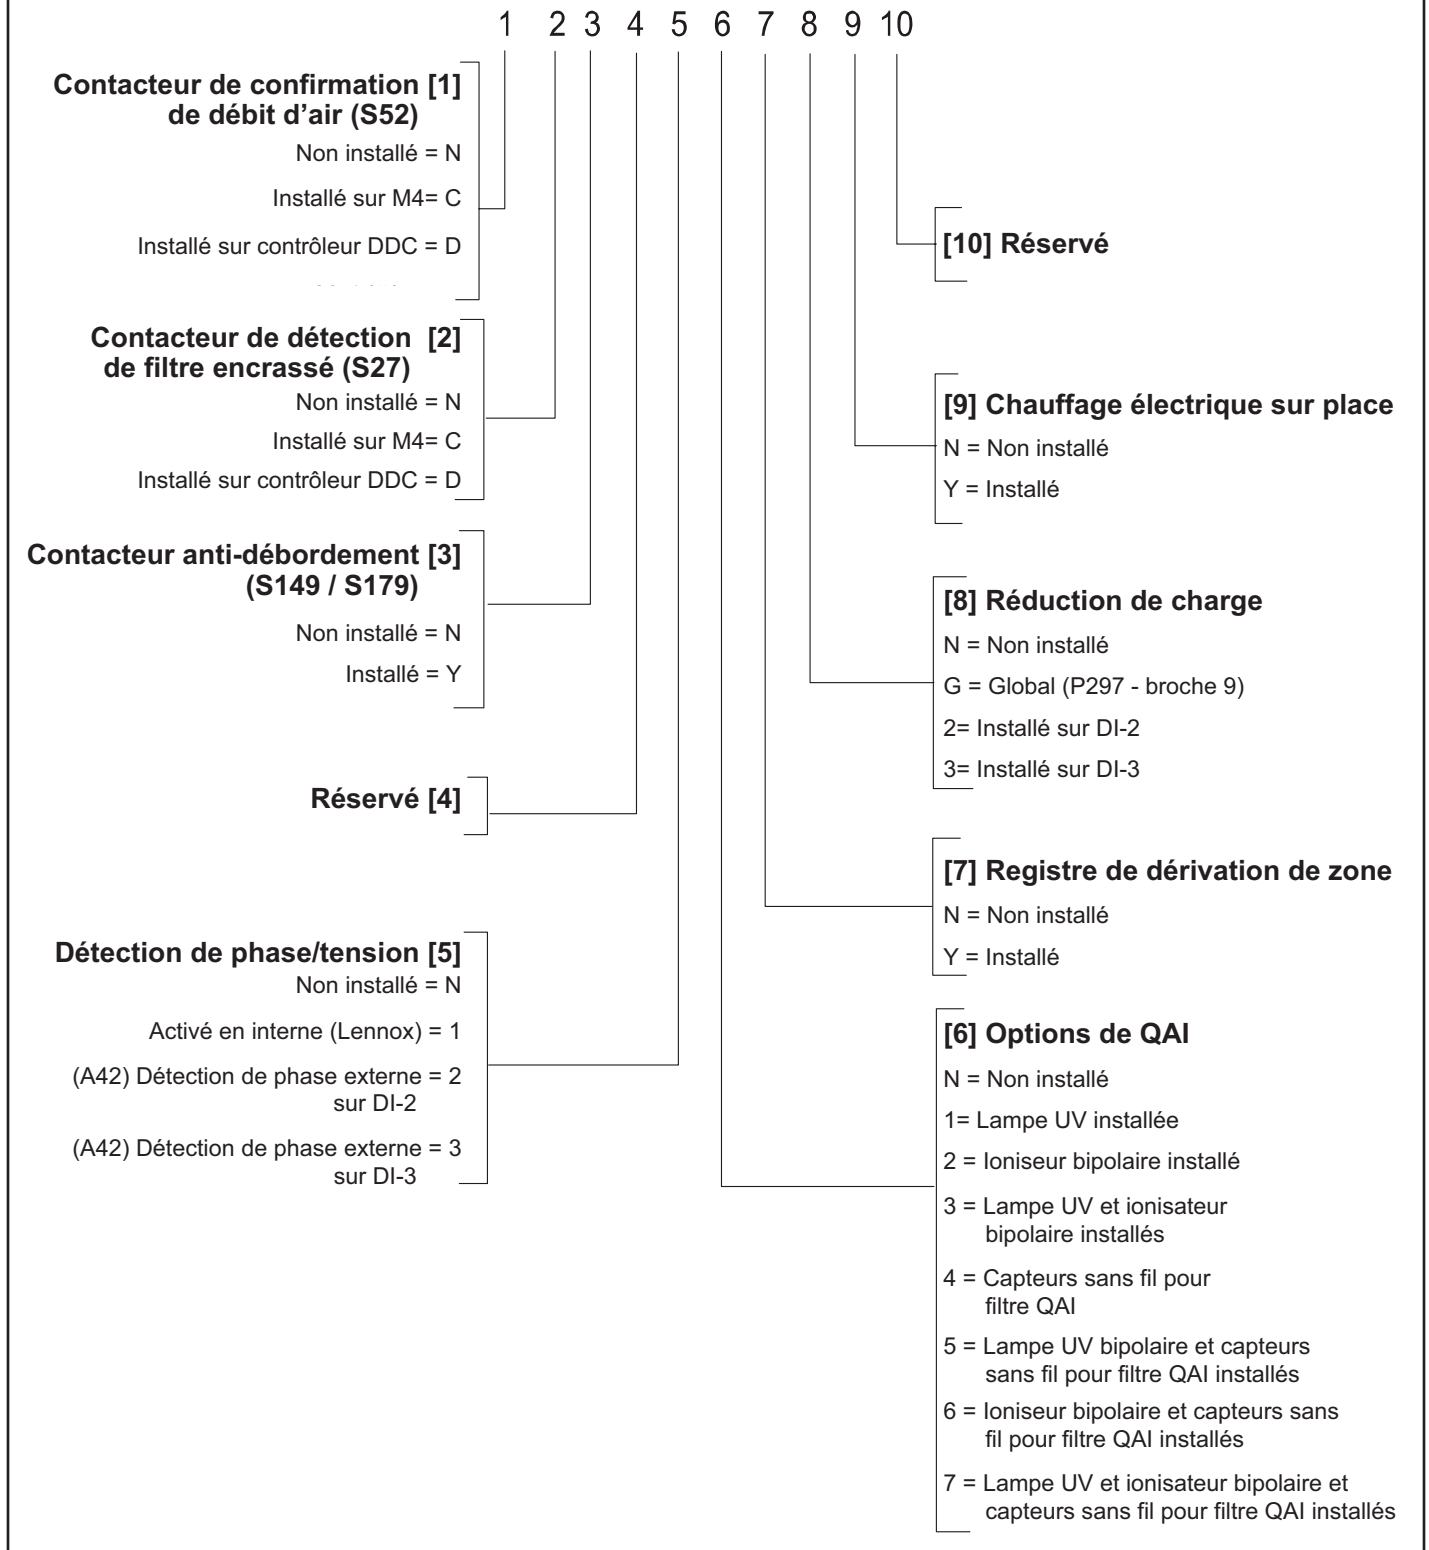 1 2 3 4 5 6 7 8 9 10
Contacteur de confirmation [1]
de débit d’air (S52)
Non installé = N
Installé sur M4= C
Installé sur contrôleur DDC = D
Contacteur de détection [2]
de filtre encrassé (S27)
Non installé = N
Installé sur M4= C
Installé sur contrôleur DDC = D
Contacteur anti-débordement [3]
(S149 / S179)
Non installé = N
Installé = Y
Réservé [4]
Détection de phase/tension [5]
Non installé = N
Activé en interne (Lennox) = 1
(A42) Détection de phase externe = 2
sur DI-2
(A42) Détection de phase externe = 3
sur DI-3
[10] Réservé
[9] Chauffage électrique sur place
N = Non installé
Y = Installé
[8] Réduction de charge
N = Non installé
G = Global (P297 - broche 9)
2= Installé sur DI-2
3= Installé sur DI-3
[7] Registre de dérivation de zone
N = Non installé
Y = Installé
[6] Options de QAI
N = Non installé
1= Lampe UV installée
2 = Ioniseur bipolaire installé
3 = Lampe UV et ionisateur
bipolaire installés
4 = Capteurs sans fil pour
filtre QAI
5 = Lampe UV bipolaire et capteurs
sans fil pour filtre QAI installés
6 = Ioniseur bipolaire et capteurs sans
fil pour filtre QAI installés
7 = Lampe UV et ionisateur bipolaire et
capteurs sans fil pour filtre QAI installés